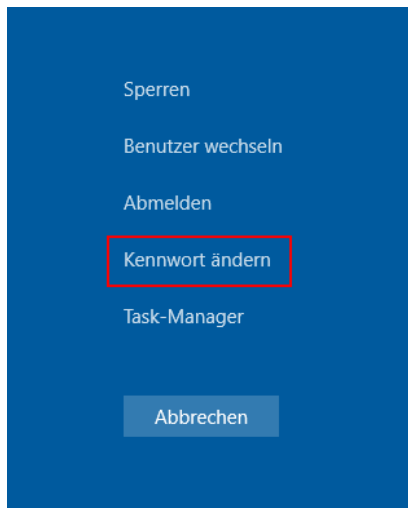 Sperren
Benutzer wechseln
Abmelden
Kennwort ändern
Task-Manager
Abbrechen